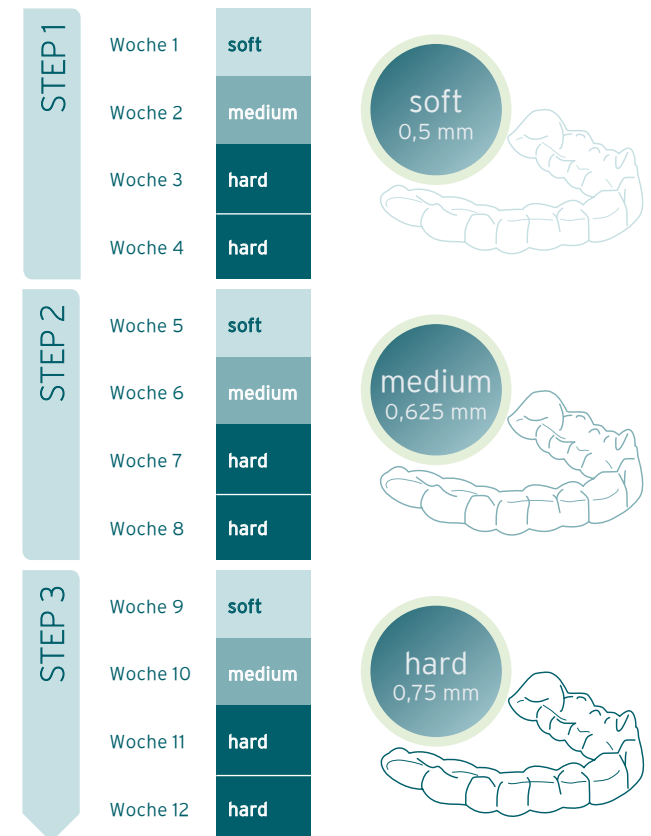 STEP 1
Woche 1 soft
Woche 2 medium
Woche 3 hard
Woche 4 hard
soft
0,5 mm
STEP 2
Woche 5 soft
Woche 6 medium
Woche 7 hard
Woche 8 hard
medium
0,625 mm
STEP 3
Woche 9 soft
Woche 10 medium
Woche 11 hard
Woche 12 hard
hard
0,75 mm